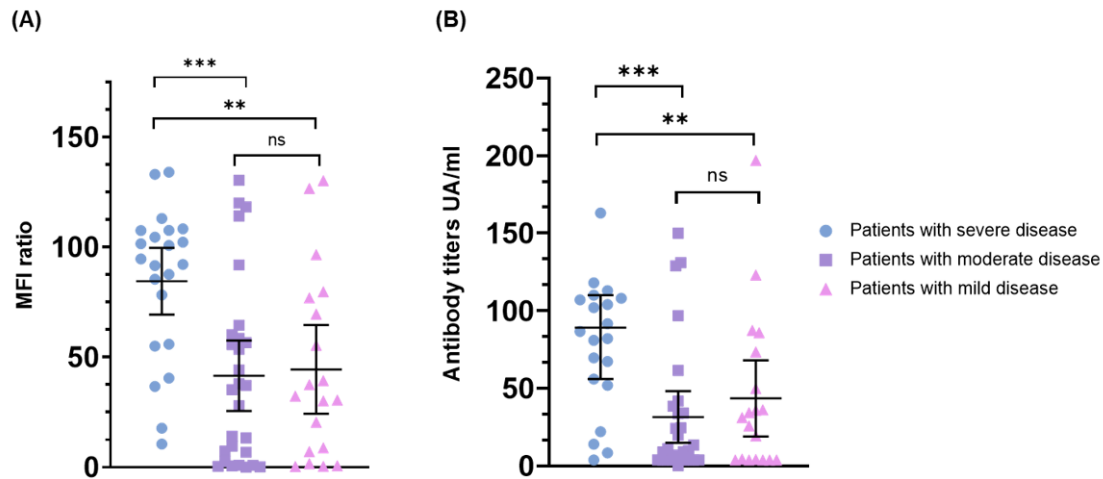 (A)
MFI ratio
150
100
50
0
***
**
ns
(B)
Antibody titers UA/ml
250
200
150
100
50
0
***
**
ns
Patients with severe disease
Patients with moderate disease
Patients with mild disease